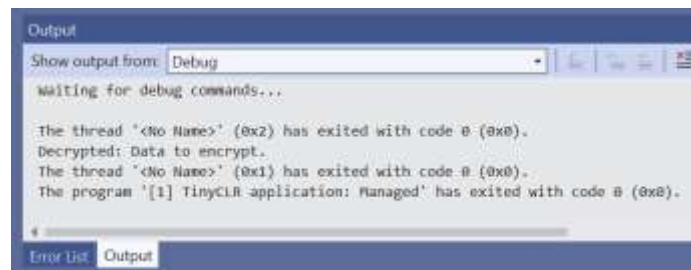 Output
Show output from: Debug
Waiting for debug commands...
The thread '<No Name>' (0x2) has exited with code 0 (0x0).
Decrypted: Data to encrypt.
The thread '<No Name>' (0x1) has exited with code 0 (0x0).
The program '[1] TinyCLR application: Managed' has exited with code 0 (0x0).
Error List Output